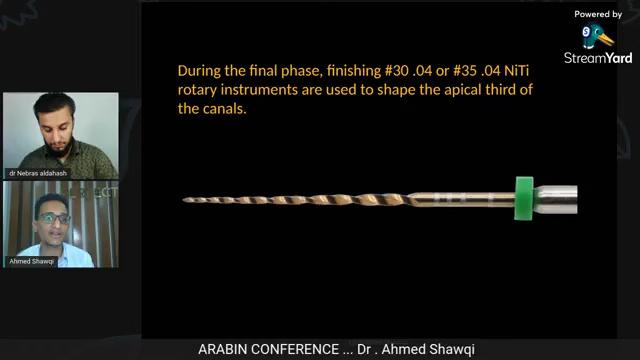 Powered by
StreamYard
During the final phase, finishing #30 .04 or #35 .04 NiTi
rotary instruments are used to shape the apical third of
the canals.
dr Nebras aldahash
Ahmed Shawqi
ARABIN CONFERENCE ... Dr . Ahmed Shawqi